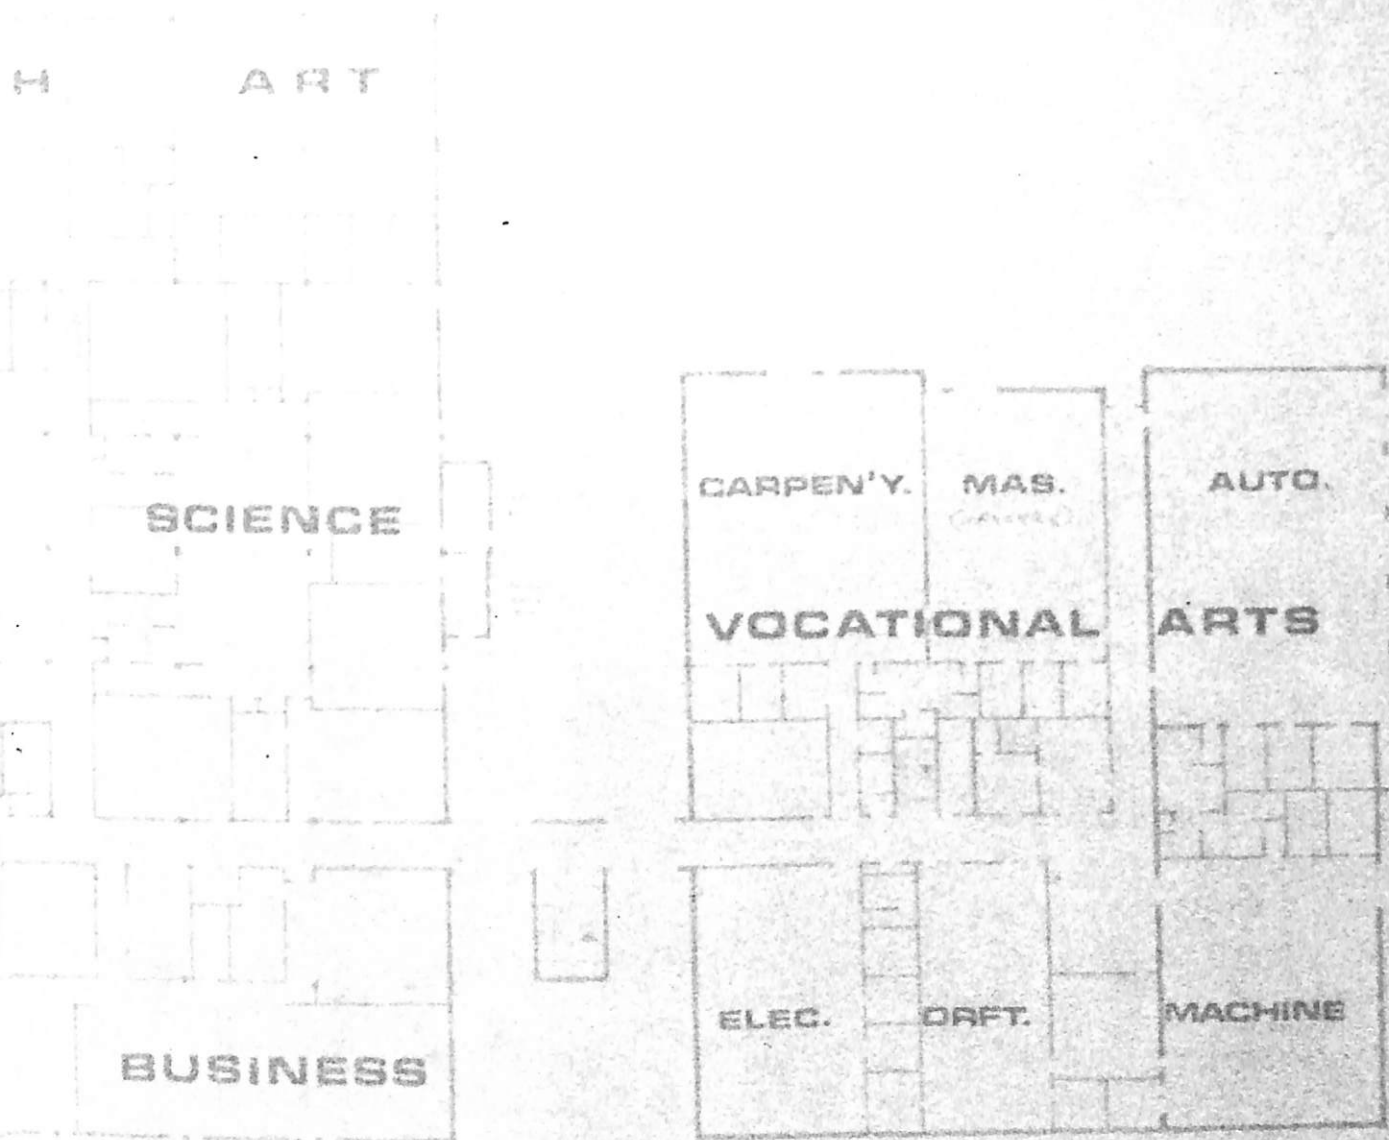 H ART
CARPEN'Y. MAS. AUTO.
SCIENCE
VOCATIONAL ARTS
ELEC. DRFT. MACHINE
BUSINESS